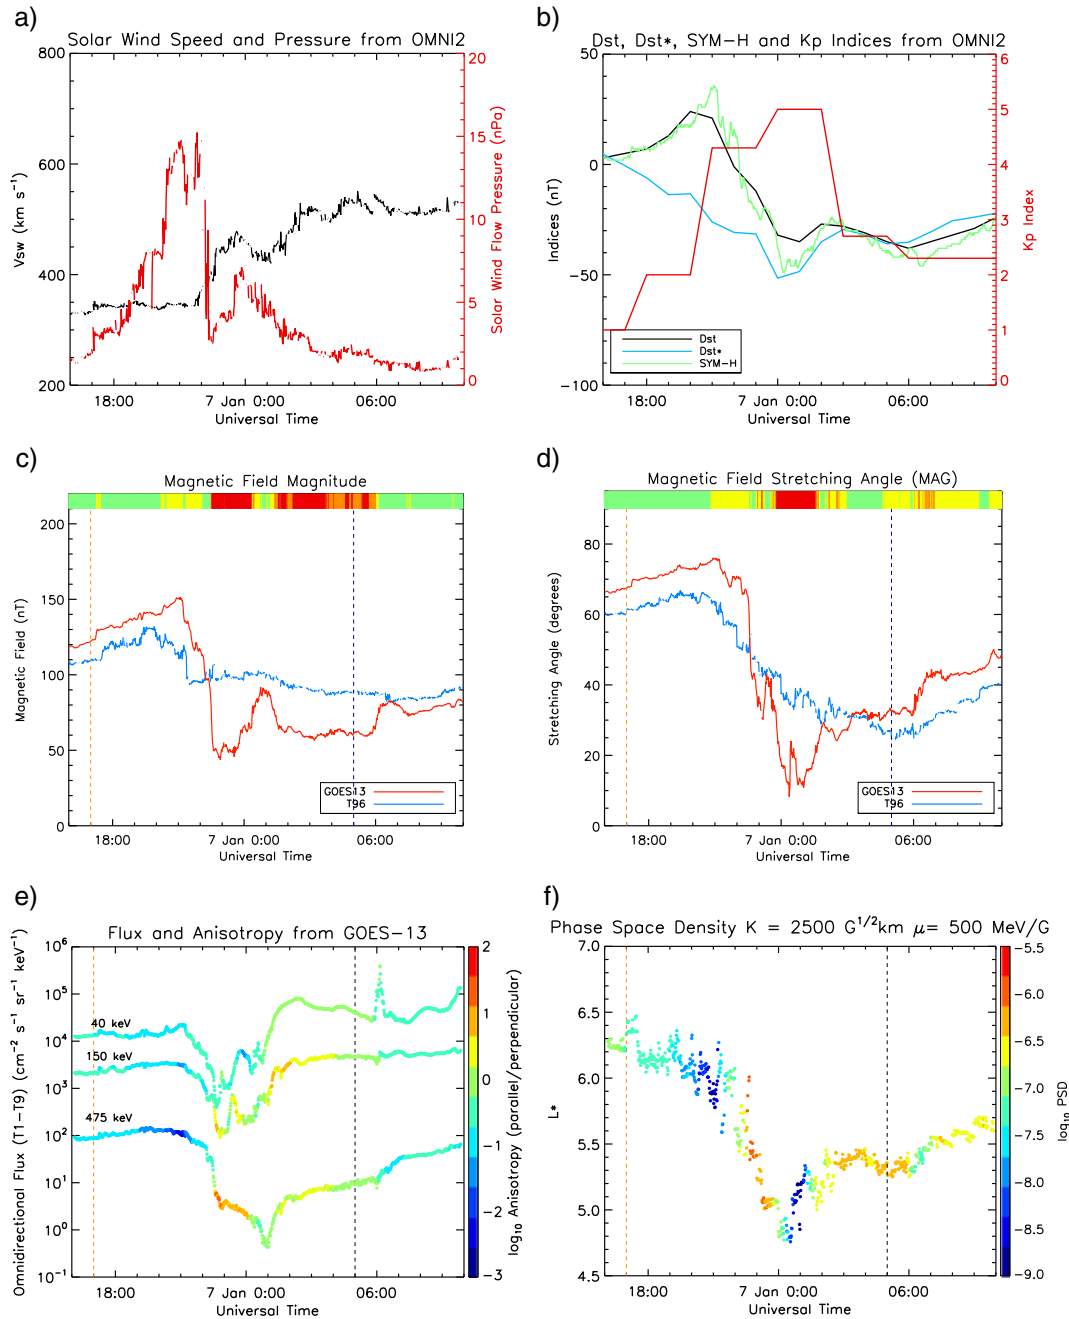 a)
Solar Wind Speed and Pressure from OMNI2
800
600
400
200
Vsw (km s⁻¹)
20
15
10
5
0
Solar Wind Flow Pressure (nPa)
18:00
7 Jan 0:00
06:00
Universal Time
b)
Dst, Dst*, SYM-H and Kp Indices from OMNI2
50
0
-50
-100
Indices (nT)
6
5
4
3
2
1
0
Kp Index
Dst
Dst*
SYM-H
18:00
7 Jan 0:00
06:00
Universal Time
c)
Magnetic Field Magnitude
200
150
100
50
0
Magnetic Field (nT)
GOES13
T96
18:00
7 Jan 0:00
06:00
Universal Time
d)
Magnetic Field Stretching Angle (MAG)
80
60
40
20
0
Stretching Angle (degrees)
GOES13
T96
18:00
7 Jan 0:00
06:00
Universal Time
e)
Flux and Anisotropy from GOES-13
10⁶
10⁵
10⁴
10³
10²
10¹
10⁰
10⁻¹
Omnidirectional Flux (T1-T9) (cm⁻² s⁻¹ sr⁻¹ keV⁻¹)
40 keV
150 keV
475 keV
2
1
0
-1
-2
-3
log₁₀ Anisotropy (parallel/perpendicular)
18:00
7 Jan 0:00
06:00
Universal Time
f)
Phase Space Density K = 2500 G¹ᐟ²km μ= 500 MeV/G
7.0
6.5
6.0
5.5
5.0
4.5
L*
-5.5
-6.0
-6.5
-7.0
-7.5
-8.0
-8.5
-9.0
log₁₀ PSD
18:00
7 Jan 0:00
06:00
Universal Time